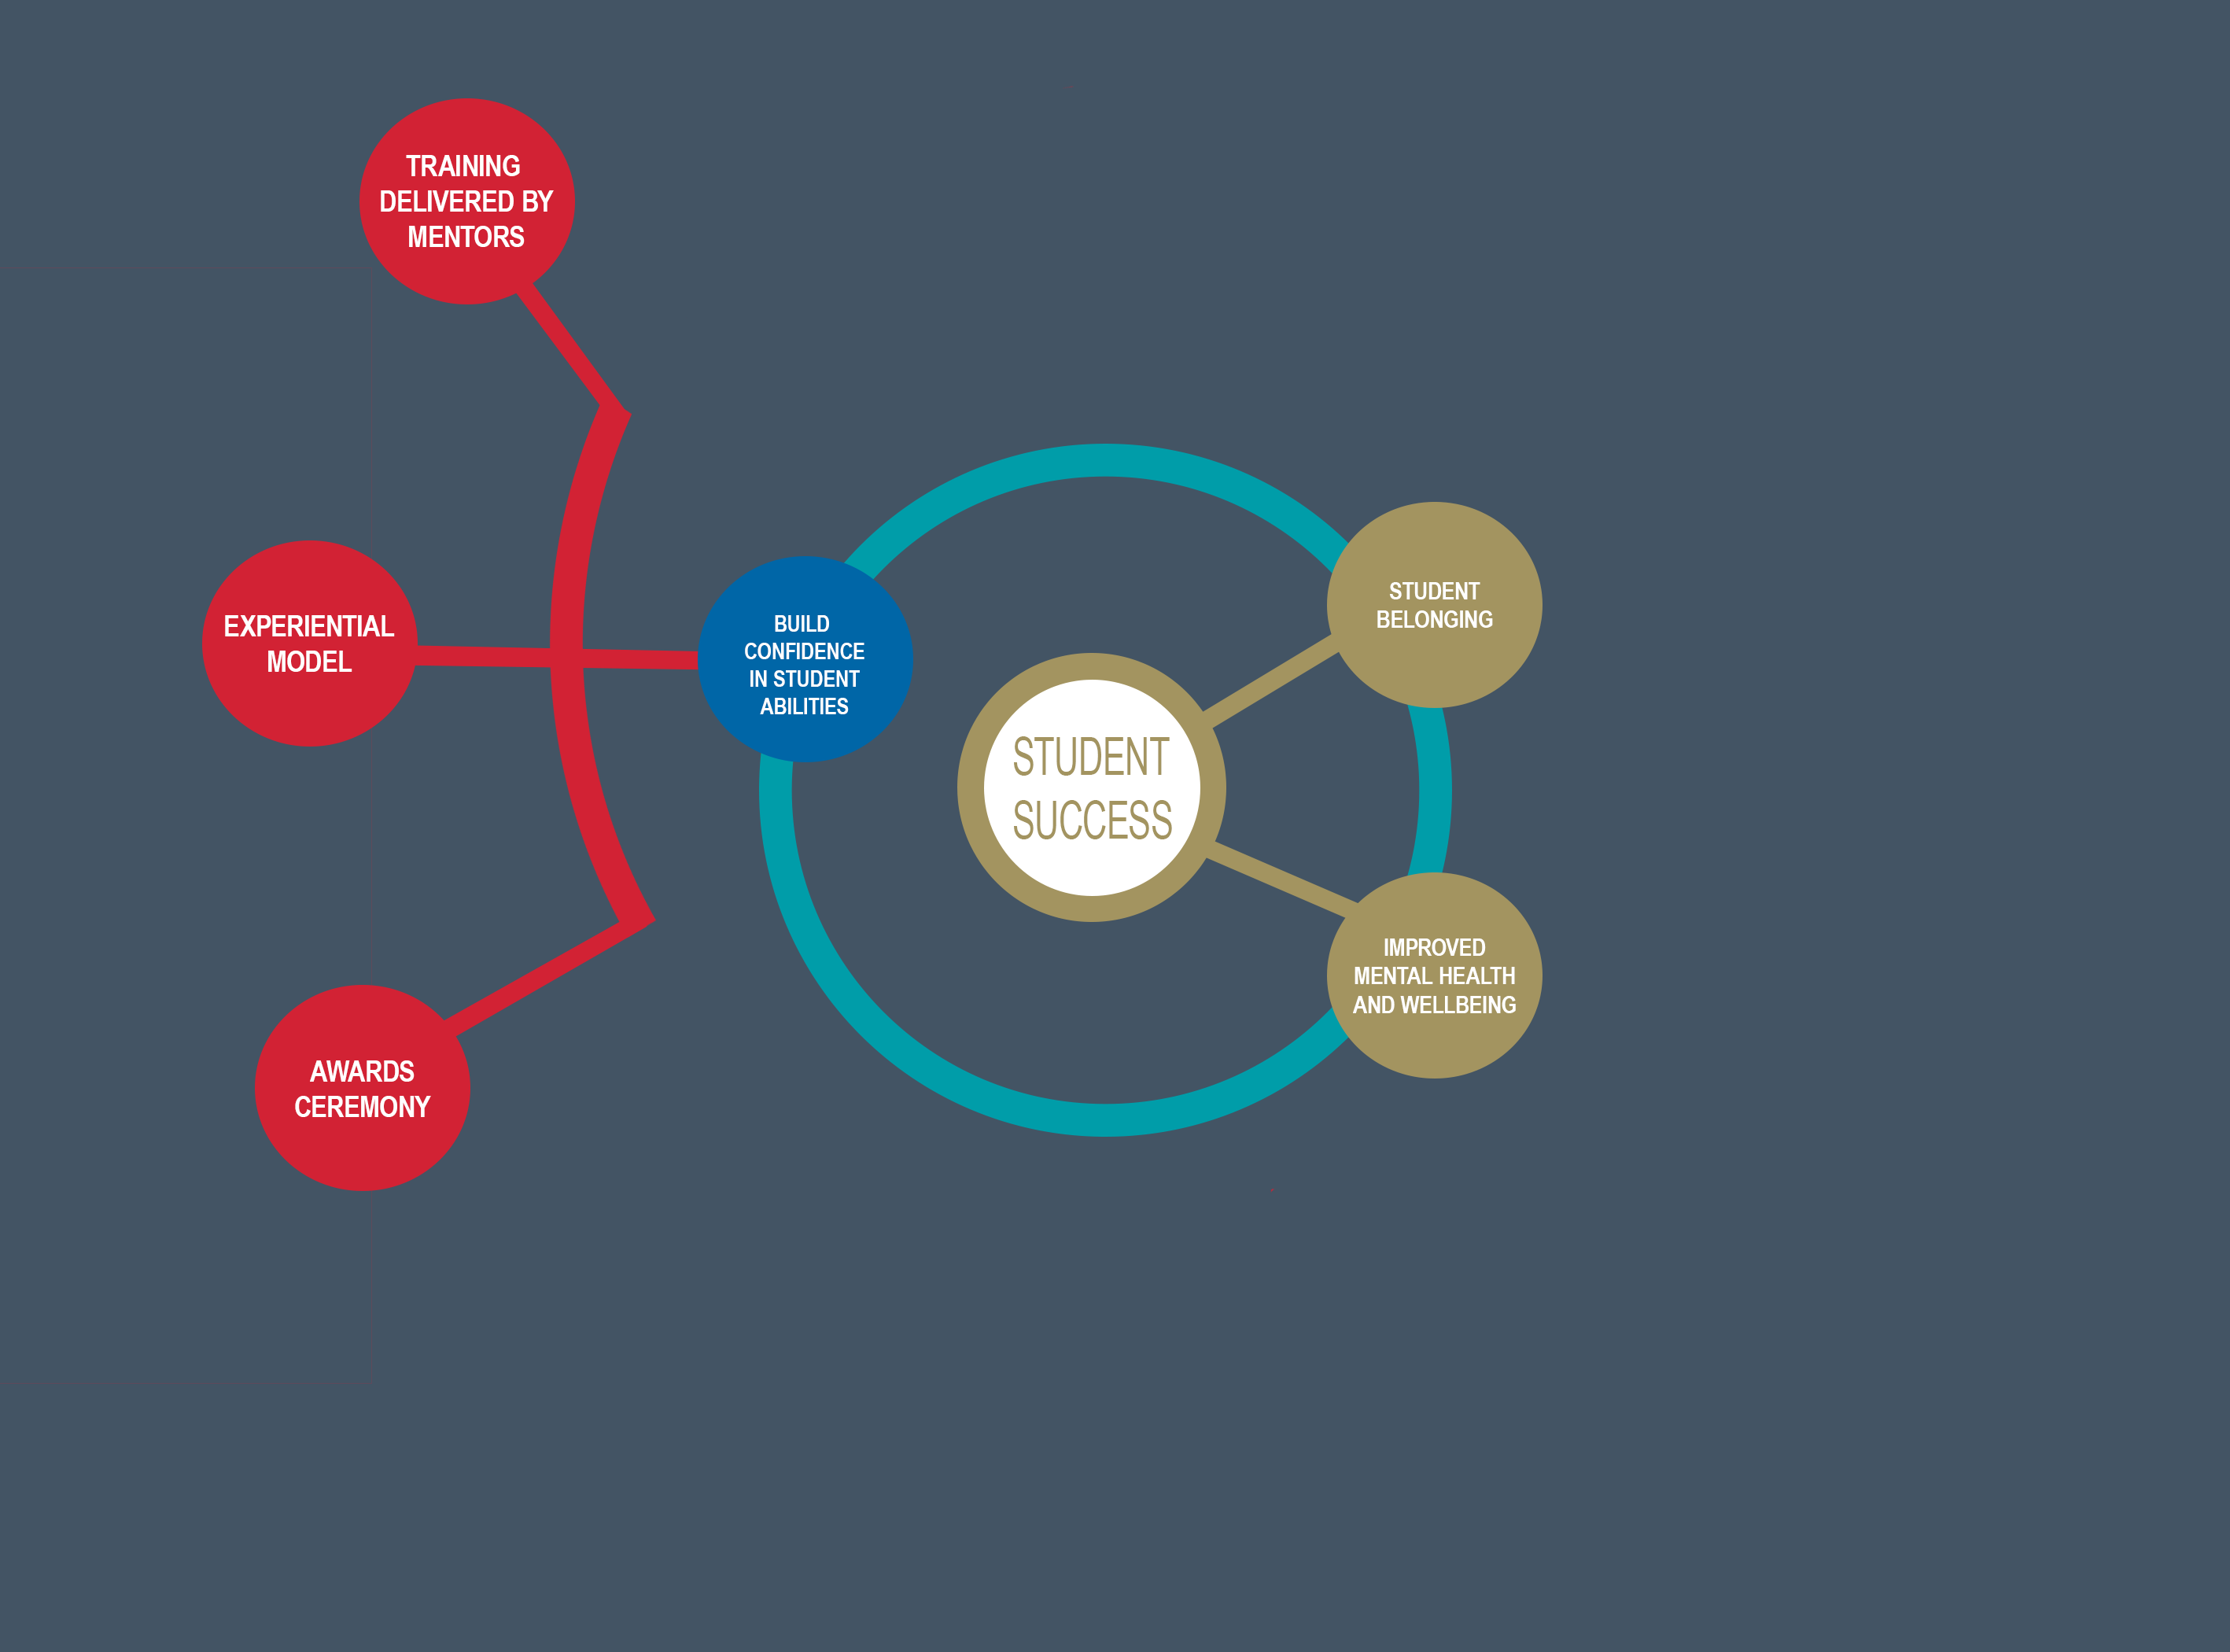 TRAINING
DELIVERED BY
MENTORS
EXPERIENTIAL
MODEL
AWARDS
CEREMONY
BUILD
CONFIDENCE
IN STUDENT
ABILITIES
STUDENT
SUCCESS
STUDENT
BELONGING
IMPROVED
MENTAL HEALTH
AND WELLBEING